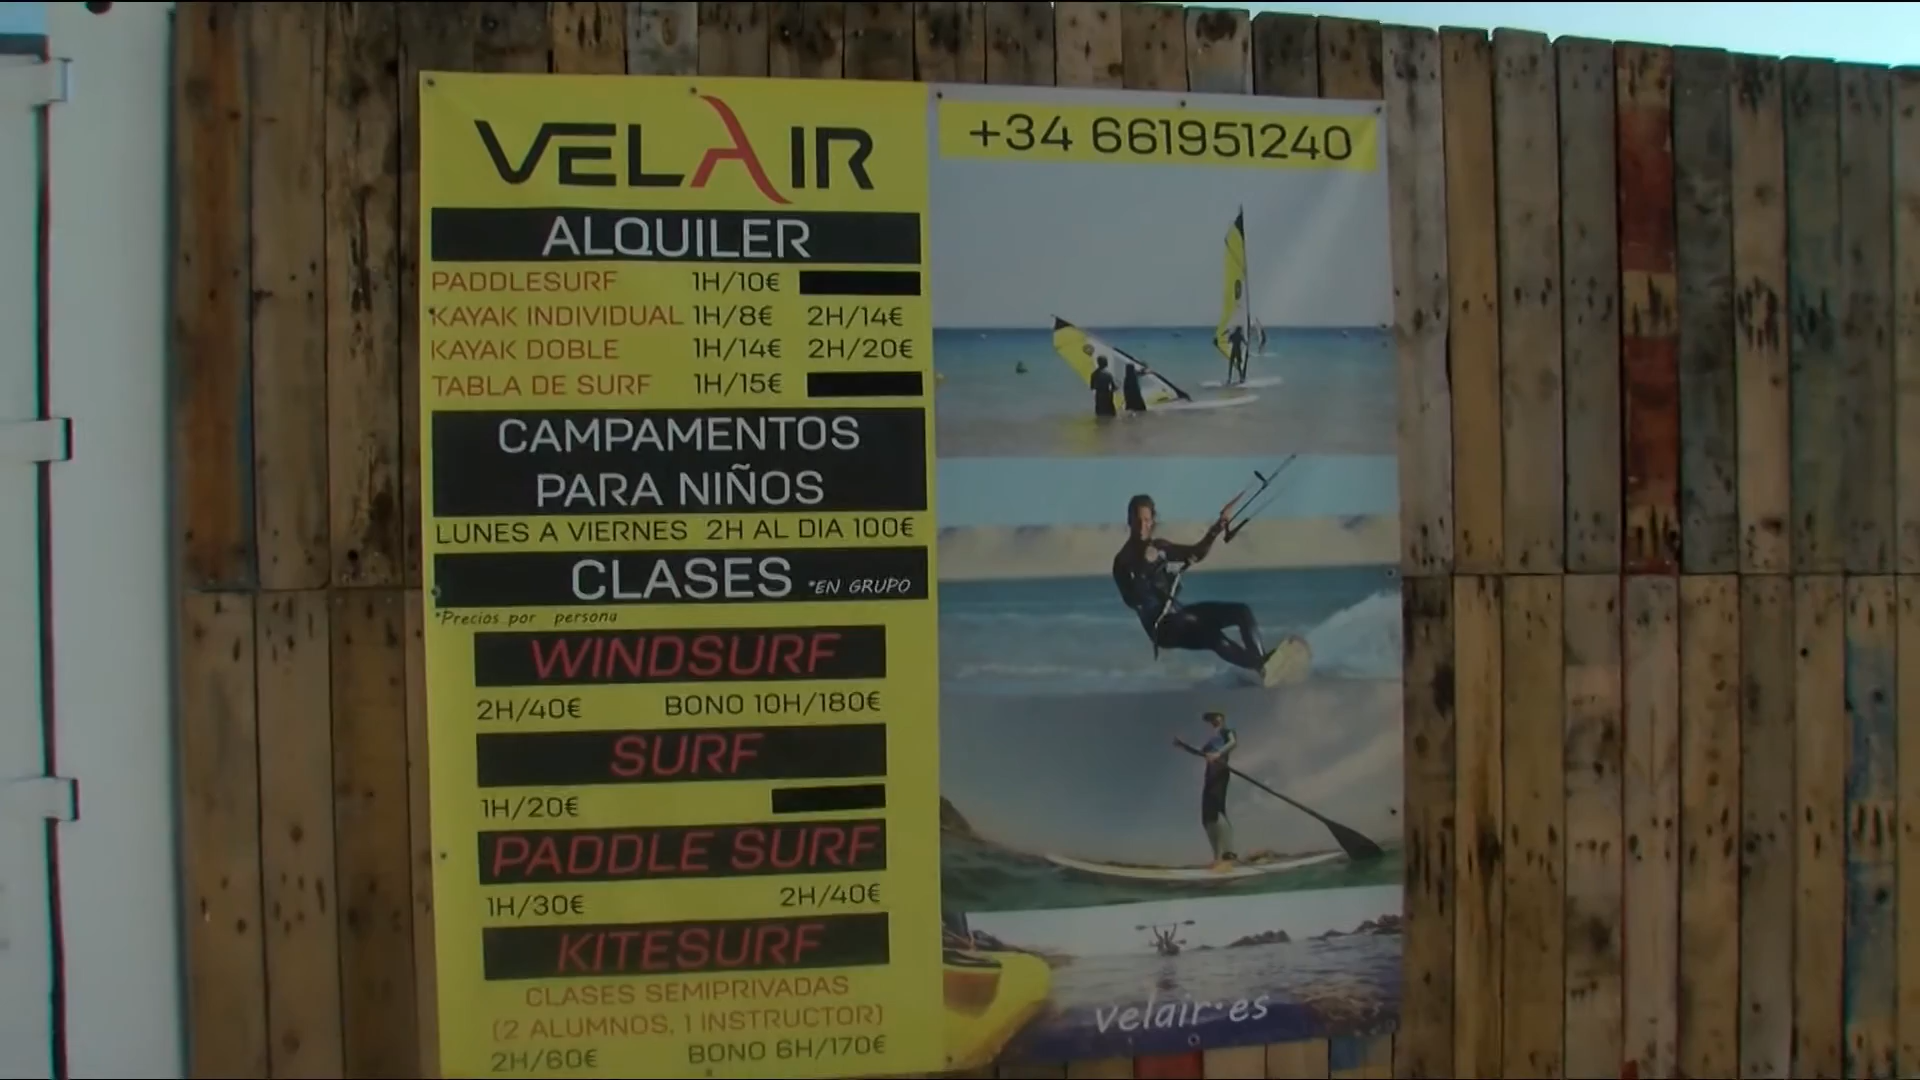 VELAIR
ALQUILER
PADDLESURF 1H/10€
KAYAK INDIVIDUAL 1H/8€ 2H/14€
KAYAK DOBLE 1H/14€ 2H/20€
TABLA DE SURF 1H/15€
CAMPAMENTOS
PARA NIÑOS
LUNES A VIERNES 2H AL DIA 100€
CLASES *EN GRUPO
*Precios por persona
WINDSURF
2H/40€ BONO 10H/180€
SURF
1H/20€
PADDLE SURF
1H/30€ 2H/40€
KITESURF
CLASES SEMIPRIVADAS
(2 ALUMNOS, 1 INSTRUCTOR)
2H/60€ BONO 6H/170€
+34 661951240
velair.es